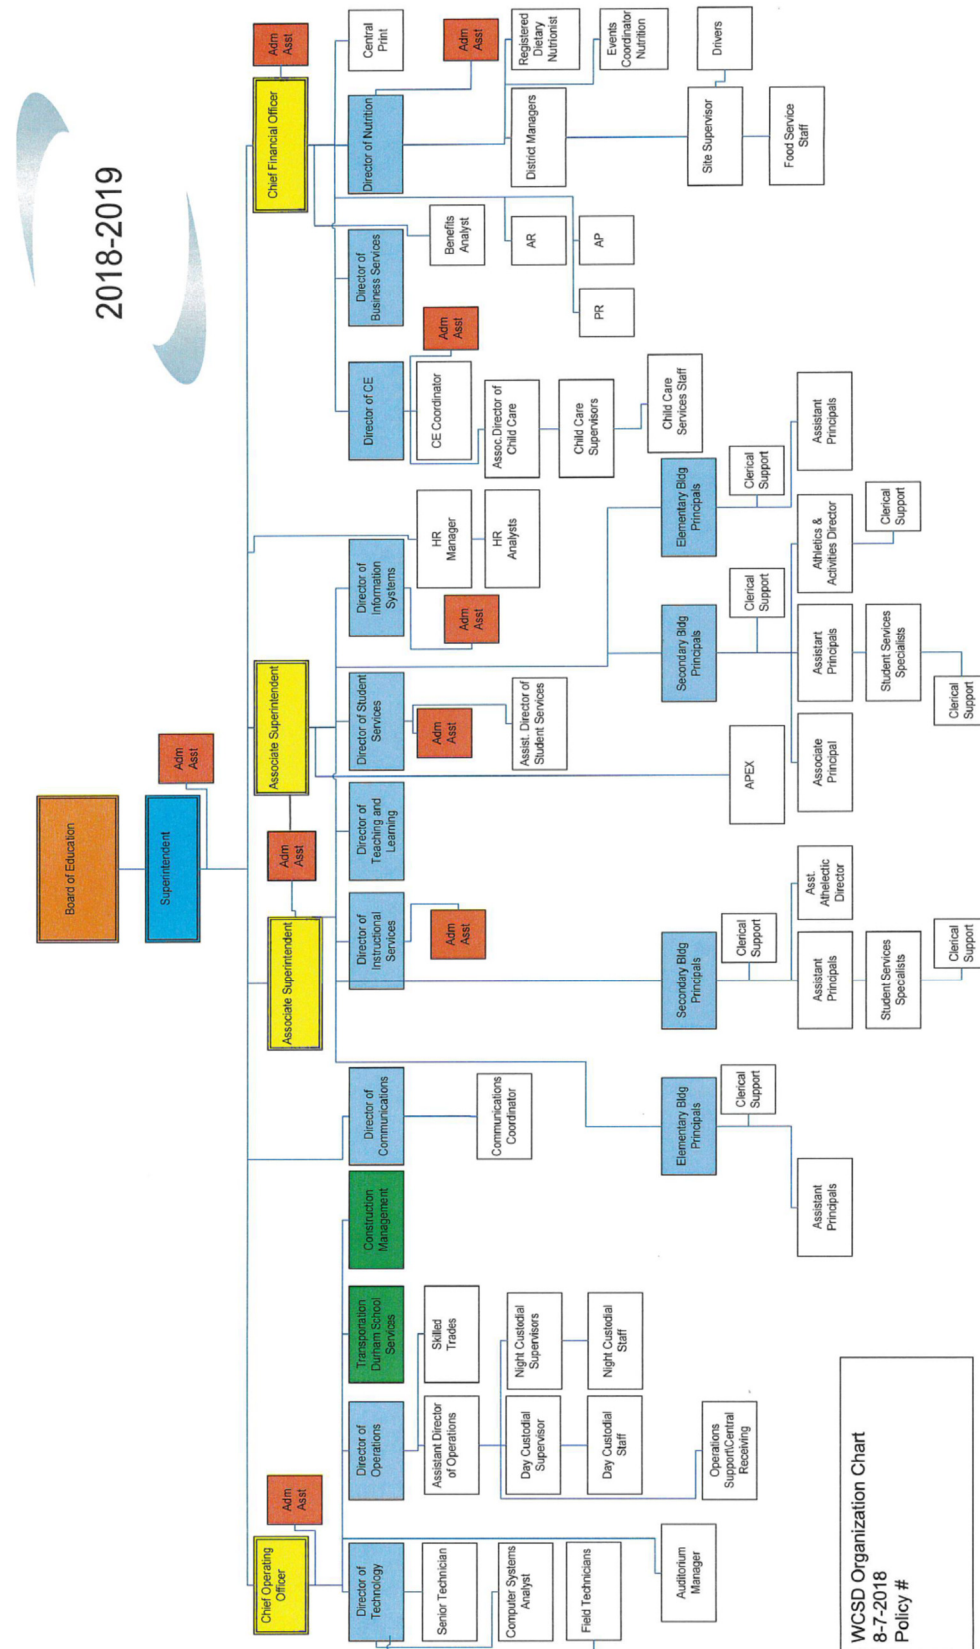 2018-2019
Board of Education
Superintendent
Adm
Asst
Chief Operating
Officer
Adm
Asst
Associate Superintendent
Adm
Asst
Associate Superintendent
Chief Financial Officer
Adm
Asst
Director of
Technology
Director of
Operations
Transportation
Durham School
Services
Construction
Management
Director of
Communications
Director of
Instructional
Services
Director of
Teaching and
Learning
Director of Student
Services
Director of
Information
Systems
Director of CE
Director of
Business Services
Director of Nutrition
Central
Print
Senior Technician
Assistant Director
of Operations
Skilled
Trades
Communications
Coordinator
Adm
Asst
Adm
Asst
Adm
Asst
HR
Manager
CE Coordinator
Adm
Asst
Benefits
Analyst
Adm
Asst
Computer Systems
Analyst
Day Custodial
Supervisor
Night Custodial
Supervisors
Assist. Director of
Student Services
HR
Analysts
Assoc.Director of
Child Care
AR
District Managers
Registered
Dietary
Nutrionist
Field Technicians
Day Custodial
Staff
Night Custodial
Staff
Child Care
Supervisors
PR
AP
Events
Coordinator
Nutrition
Auditorium
Manager
Operations
Support\Central
Receiving
Elementary Bldg
Principals
Secondary Bldg
Principals
APEX
Secondary Bldg
Principals
Elementary Bldg
Principals
Child Care
Services Staff
Site Supervisor
Drivers
Clerical
Support
Clerical
Support
Clerical
Support
Clerical
Support
Food Service
Staff
Assistant
Principals
Assistant
Principals
Asst.
Athelectic
Director
Associate
Principal
Assistant
Principals
Athletics &
Activities Director
Assistant
Principals
Student Services
Specalists
Student Services
Specialists
Clerical
Support
Clerical
Support
Clerical
Support
WCSD Organization Chart
8-7-2018
Policy #